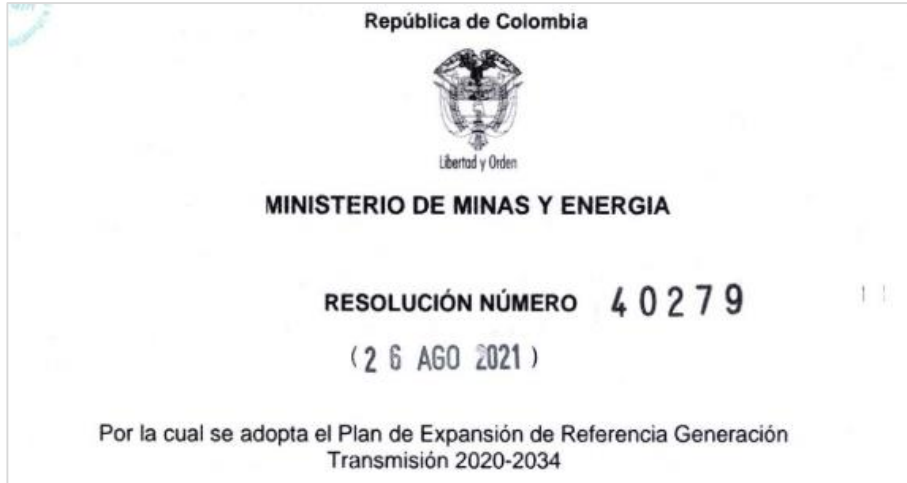 República de Colombia
Libertad y Orden
MINISTERIO DE MINAS Y ENERGIA
RESOLUCIÓN NÚMERO 40279
( 26 AGO 2021 )
Por la cual se adopta el Plan de Expansión de Referencia Generación
Transmisión 2020-2034